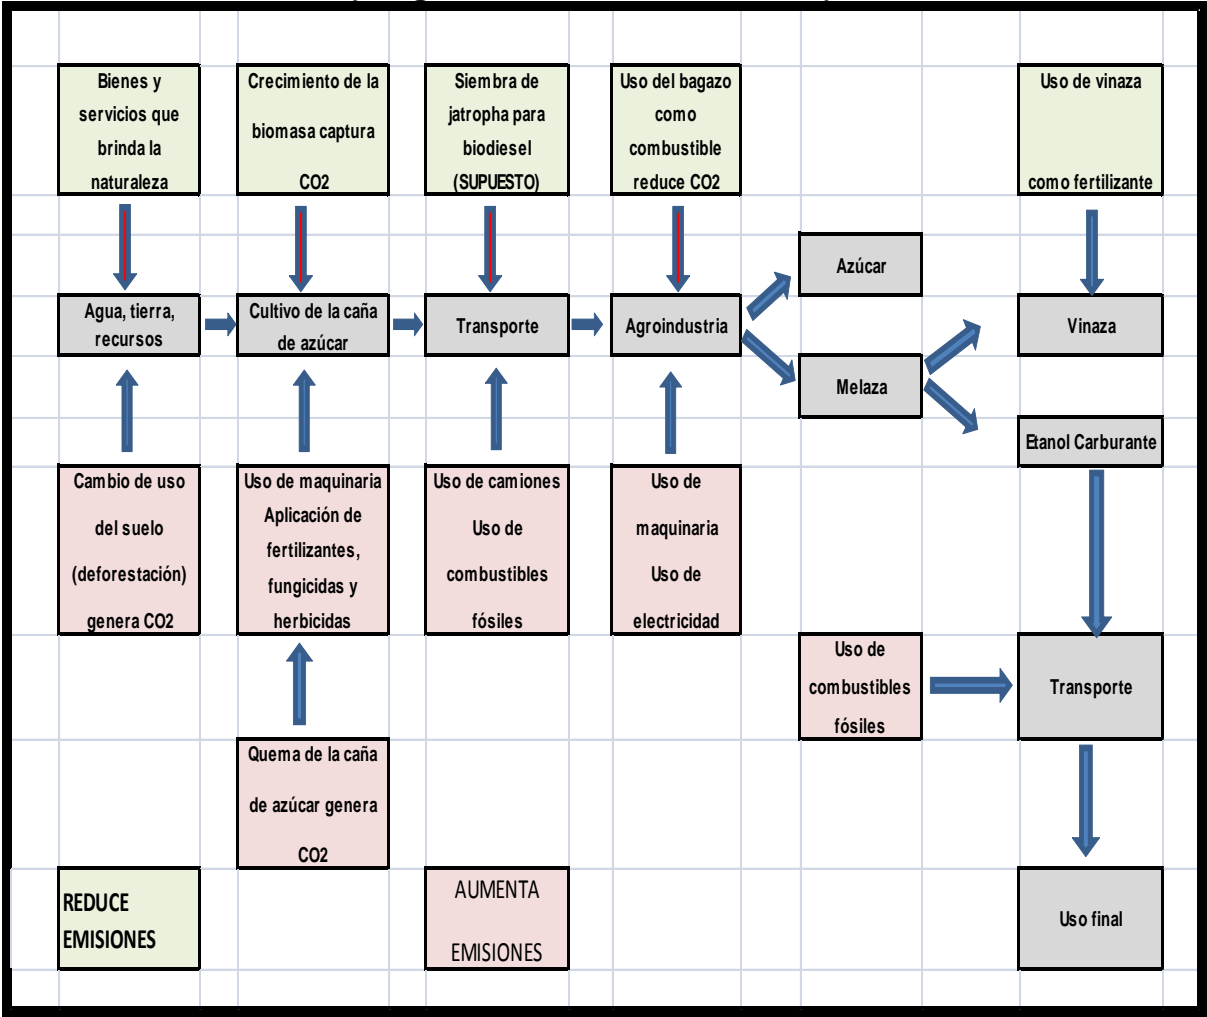 Bienes y
servicios que
brinda la
naturaleza
Crecimiento de la
biomasa captura
CO2
Siembra de
jatropha para
biodiesel
(SUPUESTO)
Uso del bagazo
como
combustible
reduce CO2
Uso de vinaza
como fertilizante
Azúcar
Agua, tierra,
recursos
Cultivo de la caña
de azúcar
Transporte
Agroindustria
Vinaza
Melaza
Etanol Carburante
Cambio de uso
del suelo
(deforestación)
genera CO2
Uso de maquinaria
Aplicación de
fertilizantes,
fungicidas y
herbicidas
Uso de camiones
Uso de
combustibles
fósiles
Uso de
maquinaria
Uso de
electricidad
Uso de
combustibles
fósiles
Transporte
Quema de la caña
de azúcar genera
CO2
REDUCE
EMISIONES
AUMENTA
EMISIONES
Uso final